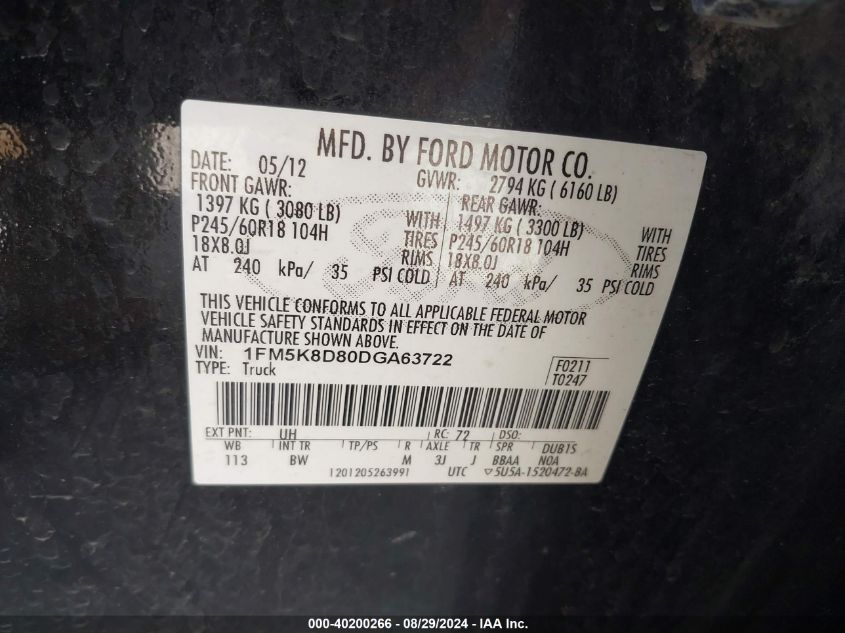 MFD. BY FORD MOTOR CO.
DATE: 05/12 GVWR: 2794 KG ( 6160 LB)
FRONT GAWR: REAR GAWR:
1397 KG ( 3080 LB) WITH 1497 KG ( 3300 LB) WITH
P245/60R18 104H TIRES P245/60R18 104H TIRES
18X8.0J RIMS 18X8.0J RIMS
AT 240 kPa/ 35 PSI COLD AT 240 kPa/ 35 PSI COLD
THIS VEHICLE CONFORMS TO ALL APPLICABLE FEDERAL MOTOR
VEHICLE SAFETY STANDARDS IN EFFECT ON THE DATE OF
MANUFACTURE SHOWN ABOVE.
VIN: 1FM5K8D80DGA63722 F0211
TYPE: Truck T0247
EXT PNT: UH RC: 72 DSO:
WB INT TR TP/PS R AXLE TR SPR DUB1S
113 BW M 3J J BBAA N0A
1201205263991 UTC ▽5U5A-1520472-BA
000-40200266 - 08/29/2024 - IAA Inc.